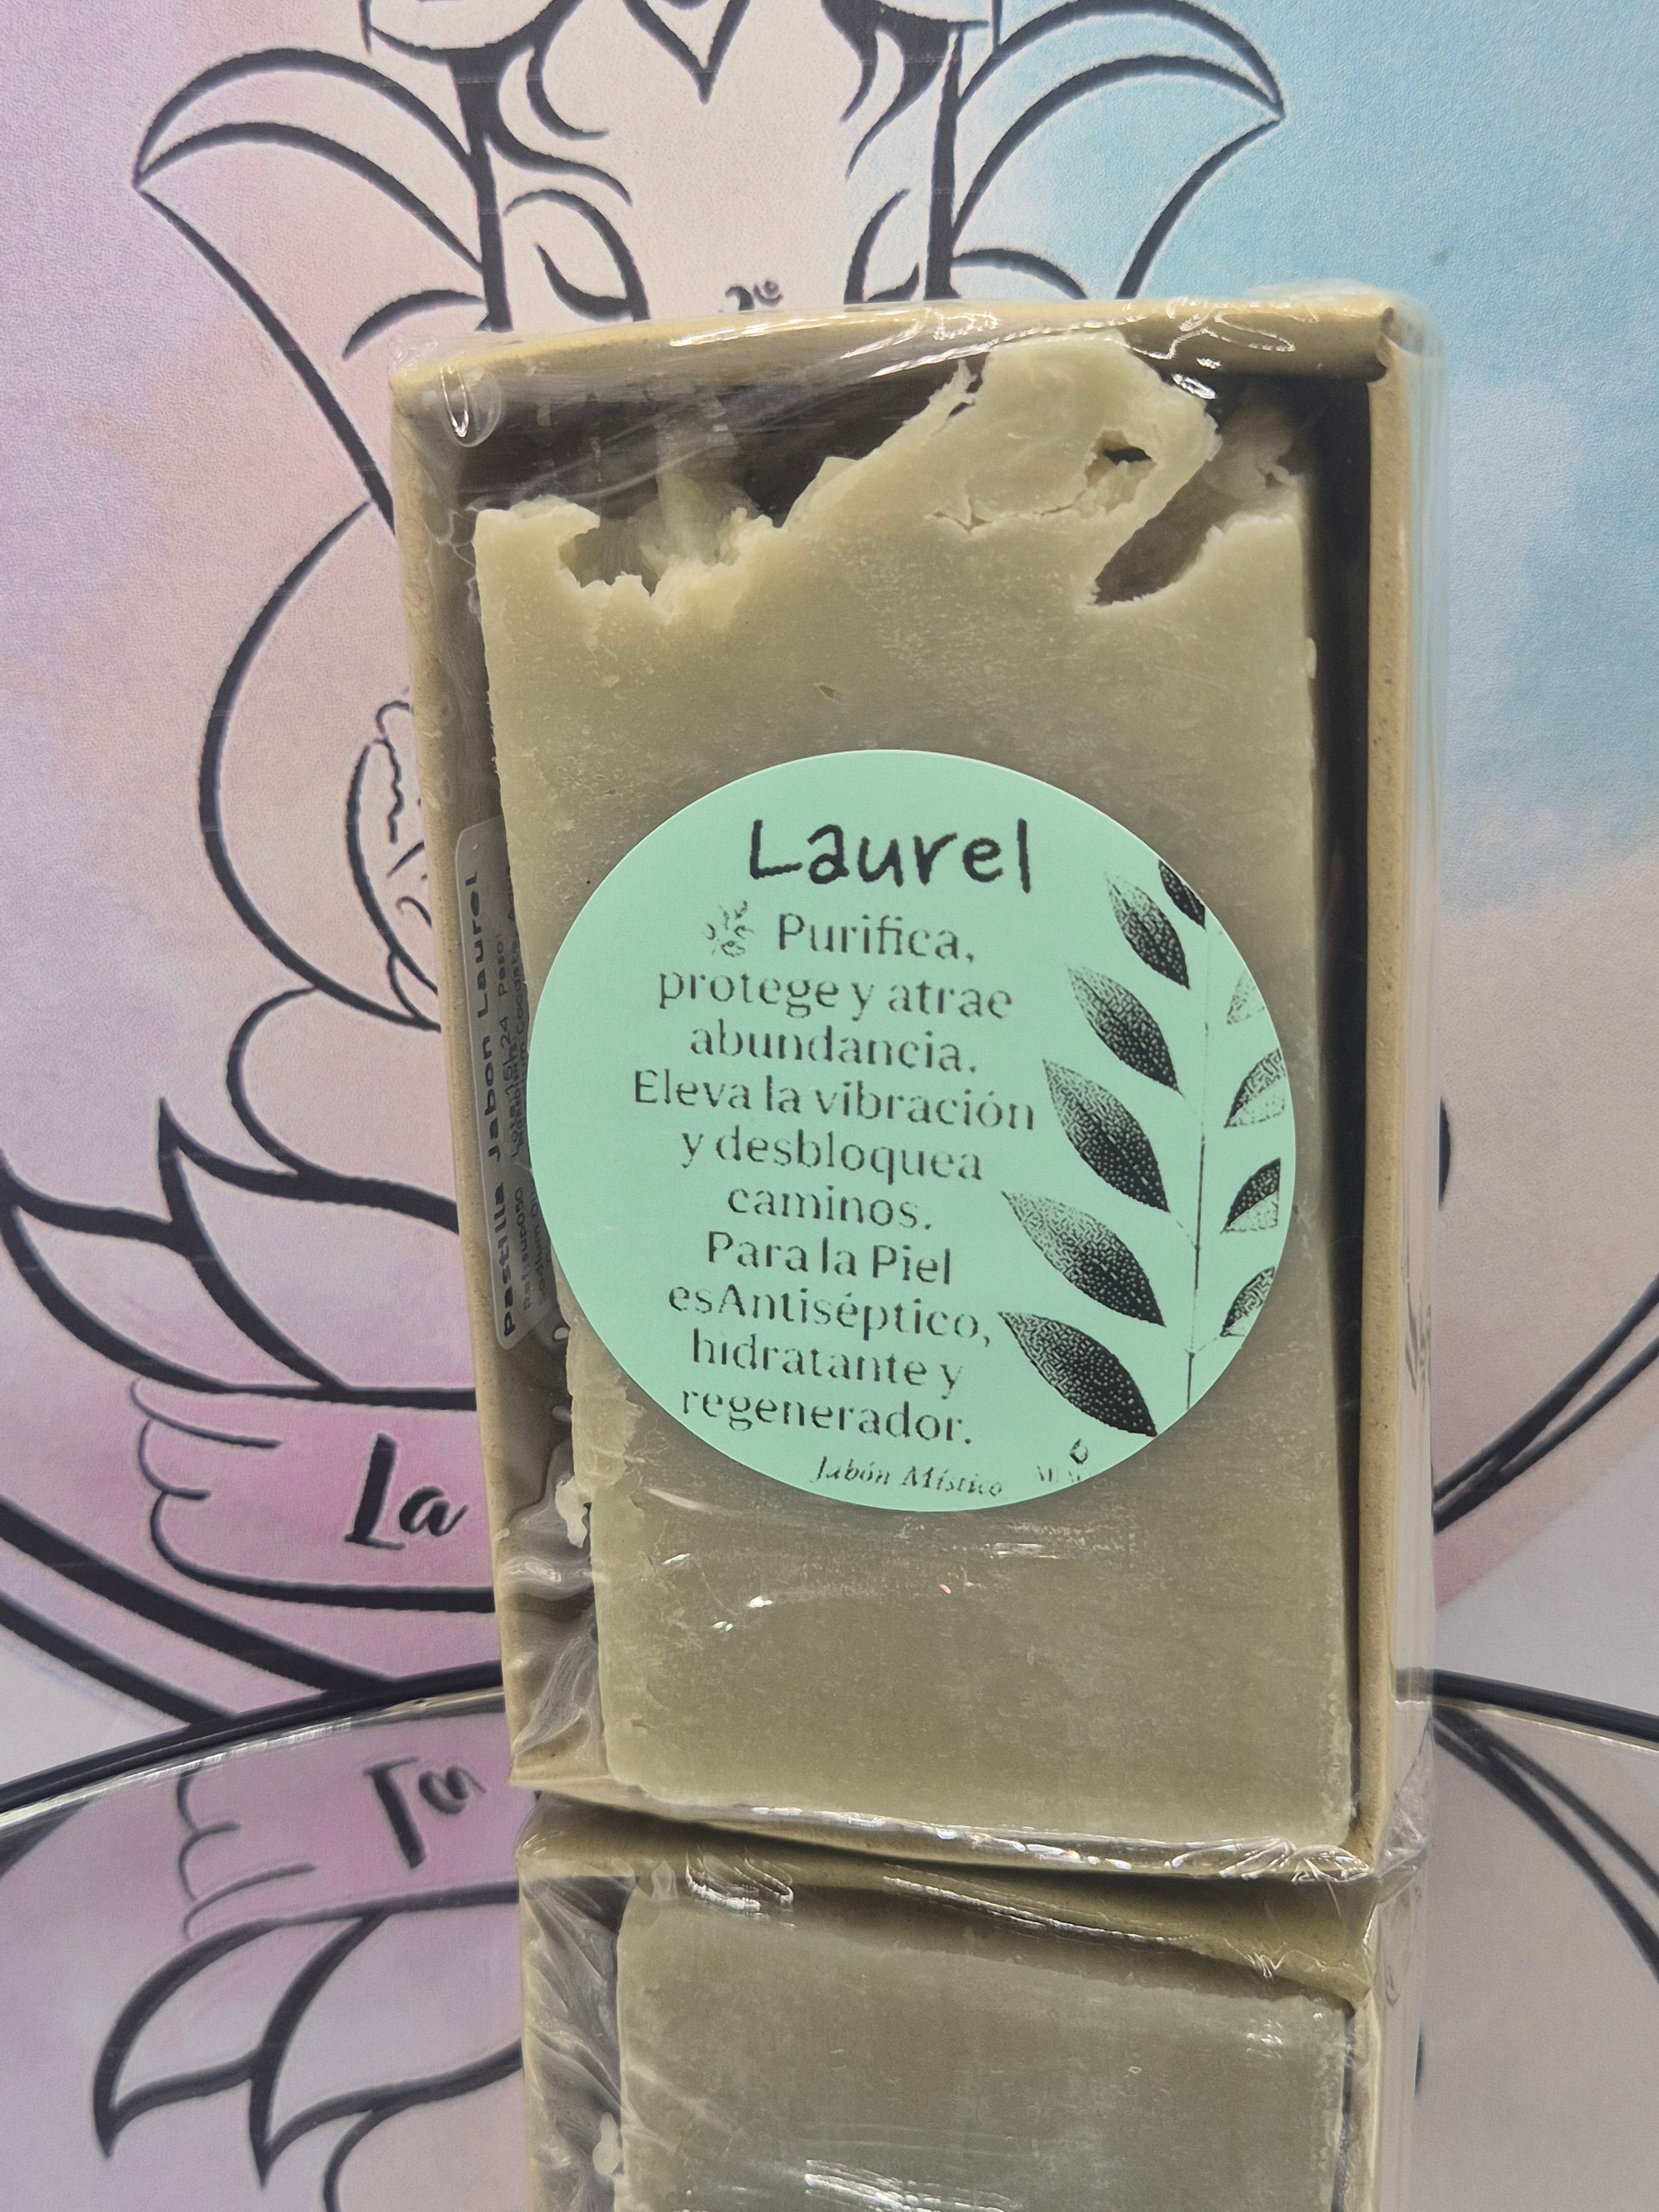 Laurel
Purifica,
protege y atrae
abundancia.
Eleva la vibración
y desbloquea
caminos.
Para la Piel
esAntiséptico,
hidratante y
regenerador.
Jabón Místico
Pastilla Jabon Laurel
La